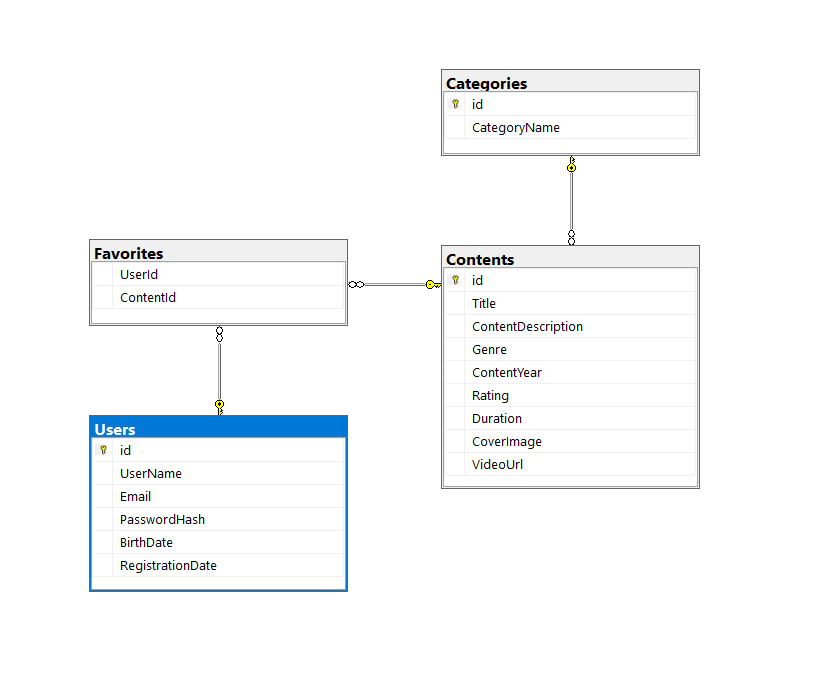 Categories
id
CategoryName
Favorites
UserId
ContentId
Contents
id
Title
ContentDescription
Genre
ContentYear
Rating
Duration
CoverImage
VideoUrl
Users
id
UserName
Email
PasswordHash
BirthDate
RegistrationDate